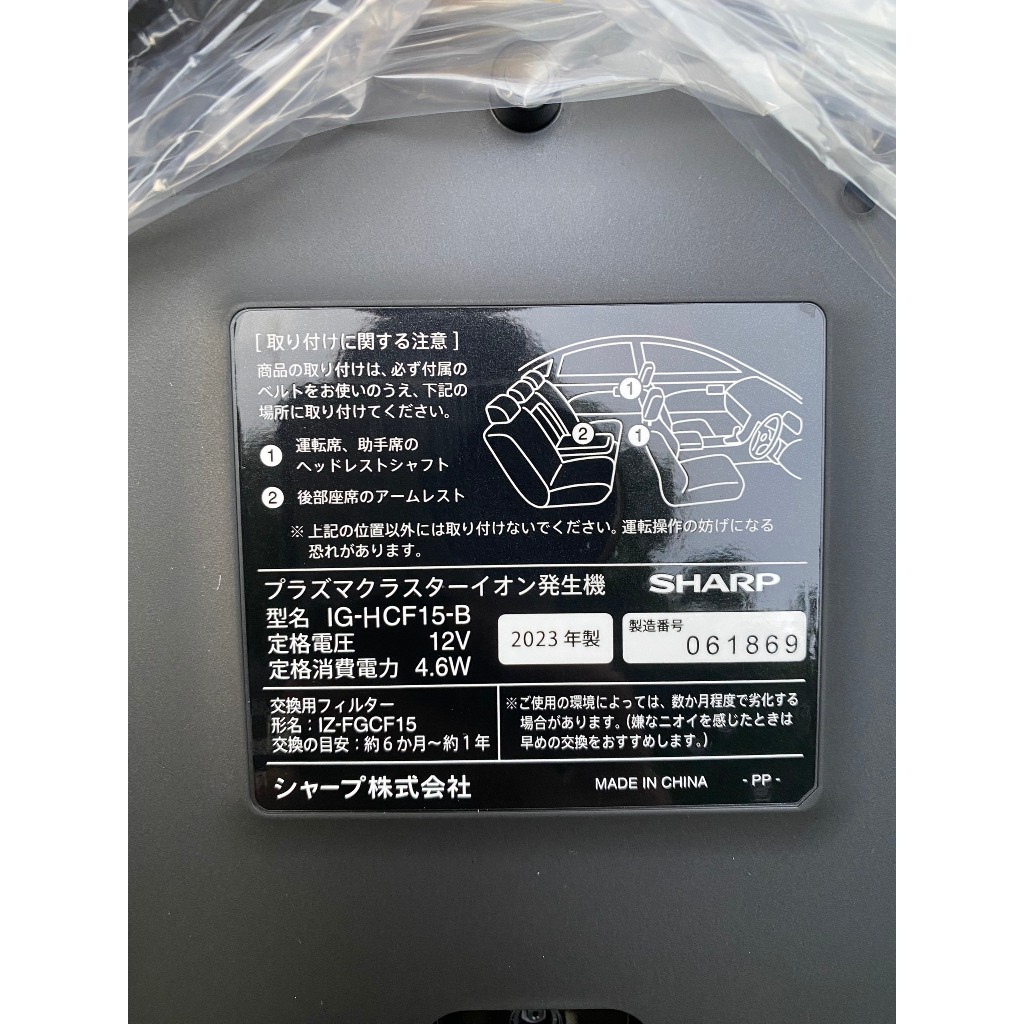 [ 取り付けに関する注意 ]
商品の取り付けは、必ず付属の
ベルトをお使いのうえ、下記の
場所に取り付けてください。
① 運転席、助手席の
ヘッドレストシャフト
② 後部座席のアームレスト
① 
② ①
※ 上記の位置以外には取り付けないでください。運転操作の妨げになる
恐れがあります。
プラズマクラスターイオン発生機 SHARP
型名 IG-HCF15-B
定格電圧 12V
定格消費電力 4.6W
2023 年製
製造番号
061869
交換用フィルター
形名：IZ-FGCF15
交換の目安：約6か月～約1年
※ご使用の環境によっては、数か月程度で劣化する
場合があります。（嫌なニオイを感じたときは
早めの交換をおすすめします。）
シャープ株式会社 MADE IN CHINA - PP -